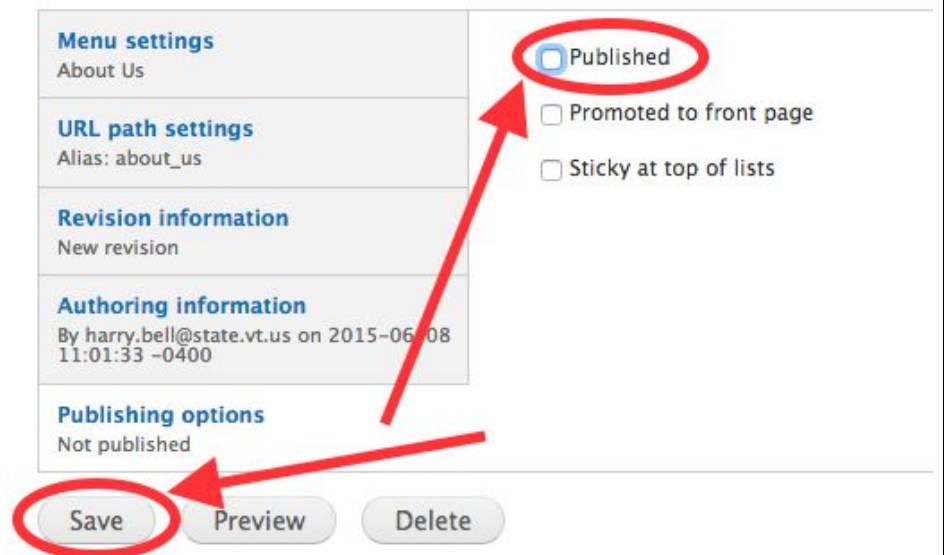 Menu settings
About Us
URL path settings
Alias: about_us
Revision information
New revision
Authoring information
By harry.bell@state.vt.us on 2015-06-08
11:01:33 -0400
Publishing options
Not published
Published
Promoted to front page
Sticky at top of lists
Save Preview Delete